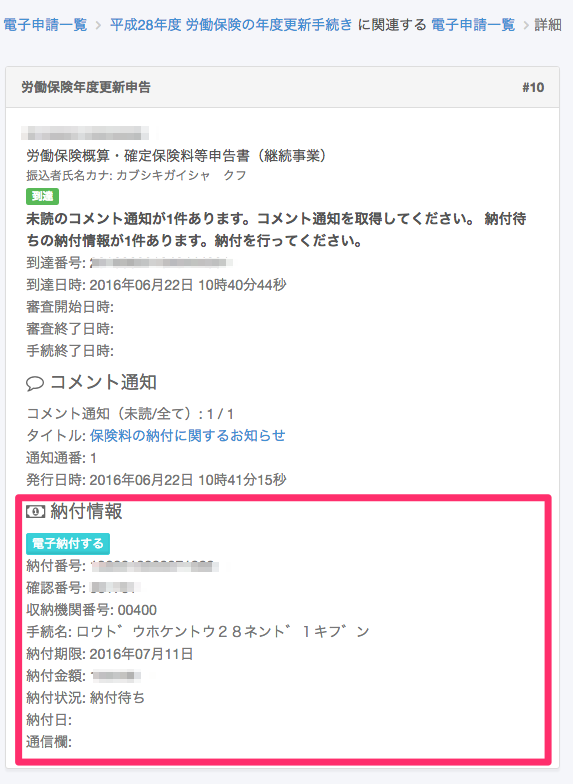 電子申請一覧 > 平成28年度 労働保険の年度更新手続き に関連する 電子申請一覧 > 詳細
労働保険年度更新申告 #10
労働保険概算・確定保険料等申告書（継続事業）
振込者氏名カナ: カブシキガイシャ　クフ
到達
未読のコメント通知が1件あります。コメント通知を取得してください。 納付待
ちの納付情報が1件あります。納付を行ってください。
到達番号:
到達日時: 2016年06月22日 10時40分44秒
審査開始日時:
審査終了日時:
手続終了日時:
コメント通知
コメント通知（未読/全て）: 1 / 1
タイトル: 保険料の納付に関するお知らせ
通知通番: 1
発行日時: 2016年06月22日 10時41分15秒
納付情報
電子納付する
納付番号:
確認番号:
収納機関番号: 00400
手続名: ロウト゛ウホケントウ２８ネント゛１キフ゛ン
納付期限: 2016年07月11日
納付金額:
納付状況: 納付待ち
納付日:
通信欄: